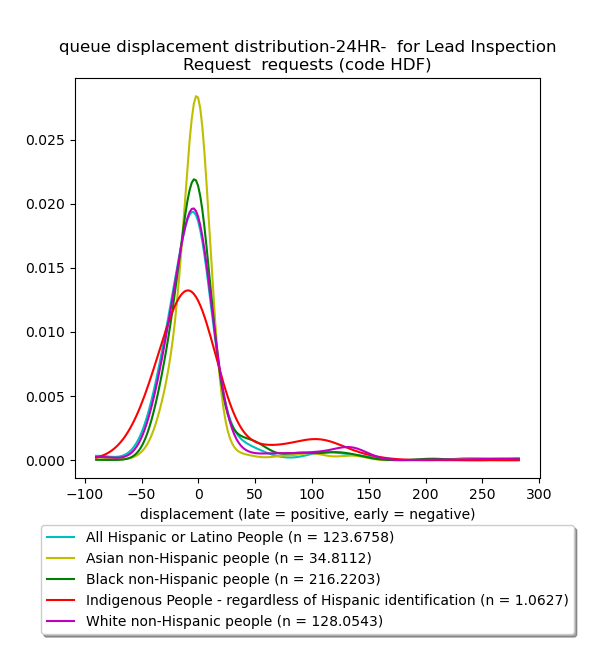 queue displacement distribution-24HR-  for Lead Inspection
Request  requests (code HDF)
0.025
0.020
0.015
0.010
0.005
0.000
−100 −50 0 50 100 150 200 250 300
displacement (late = positive, early = negative)
All Hispanic or Latino People (n = 123.6758)
Asian non-Hispanic people (n = 34.8112)
Black non-Hispanic people (n = 216.2203)
Indigenous People - regardless of Hispanic identification (n = 1.0627)
White non-Hispanic people (n = 128.0543)